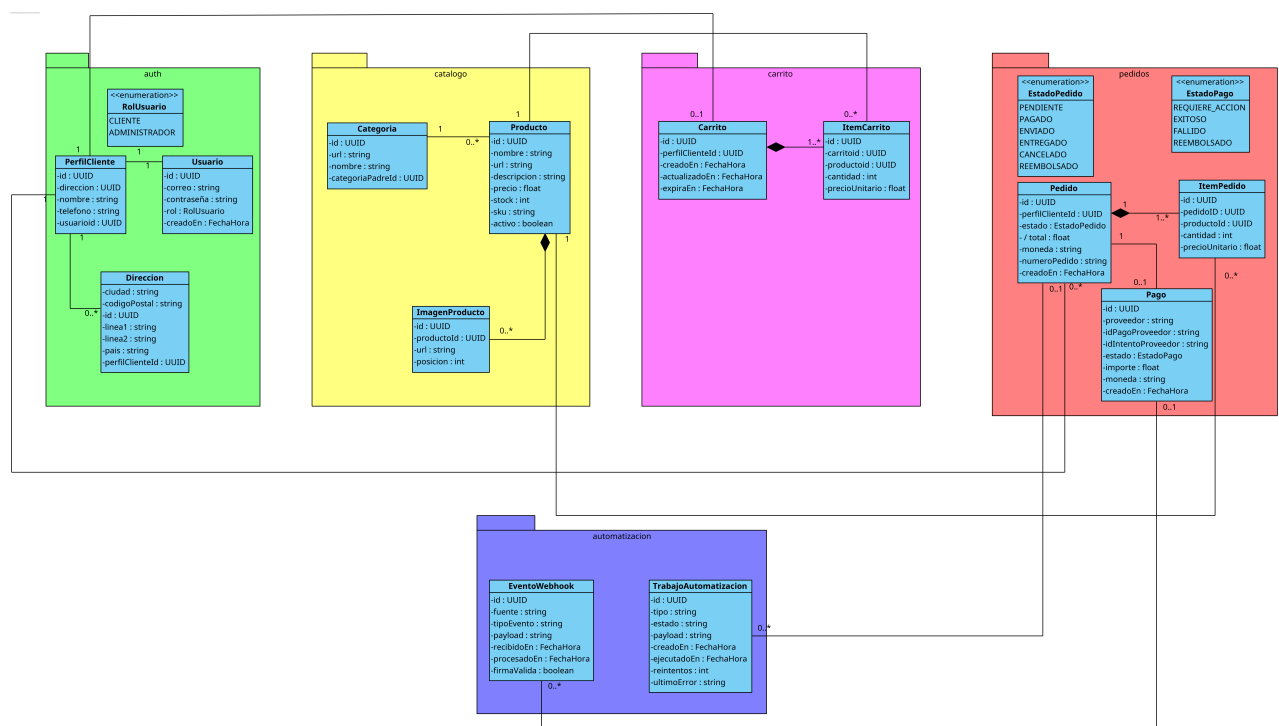 auth
<<enumeration>>
RolUsuario
CLIENTE
ADMINISTRADOR
1
1
1
PerfilCliente
-id : UUID
-direccion : UUID
-nombre : string
-telefono : string
-usuarioid : UUID
Usuario
-id : UUID
-correo : string
-contraseña : string
-rol : RolUsuario
-creadoEn : FechaHora
1
1
0..*
Direccion
-ciudad : string
-codigoPostal : string
-id : UUID
-linea1 : string
-linea2 : string
-pais : string
-perfilClienteId : UUID
catalogo
Categoria
-id : UUID
-url : string
-nombre : string
-categoriaPadreId : UUID
1
0..*
1
Producto
-id : UUID
-nombre : string
-url : string
-descripcion : string
-precio : float
-stock : int
-sku : string
-activo : boolean
1
ImagenProducto
-id : UUID
-productoId : UUID
-url : string
-posicion : int
0..*
carrito
0..1
Carrito
-id : UUID
-perfilClienteId : UUID
-creadoEn : FechaHora
-actualizadoEn : FechaHora
-expiraEn : FechaHora
1..*
0..*
ItemCarrito
-id : UUID
-carritoid : UUID
-productoid : UUID
-cantidad : int
-precioUnitario : float
pedidos
<<enumeration>>
EstadoPedido
PENDIENTE
PAGADO
ENVIADO
ENTREGADO
CANCELADO
REEMBOLSADO
<<enumeration>>
EstadoPago
REQUIERE_ACCION
EXITOSO
FALLIDO
REEMBOLSADO
Pedido
-id : UUID
-perfilClienteId : UUID
-estado : EstadoPedido
- / total : float
-moneda : string
-numeroPedido : string
-creadoEn : FechaHora
1
1..*
1
0..1
0..1
0..*
ItemPedido
-id : UUID
-pedidoID : UUID
-productoId : UUID
-cantidad : int
-precioUnitario : float
0..*
Pago
-id : UUID
-proveedor : string
-idPagoProveedor : string
-idIntentoProveedor : string
-estado : EstadoPago
-importe : float
-moneda : string
-creadoEn : FechaHora
0..1
automatizacion
EventoWebhook
-id : UUID
-fuente : string
-tipoEvento : string
-payload : string
-recibidoEn : FechaHora
-procesadoEn : FechaHora
-firmaValida : boolean
0..*
TrabajoAutomatizacion
-id : UUID
-tipo : string
-estado : string
-payload : string
-creadoEn : FechaHora
-ejecutadoEn : FechaHora
-reintentos : int
-ultimoError : string
0..*